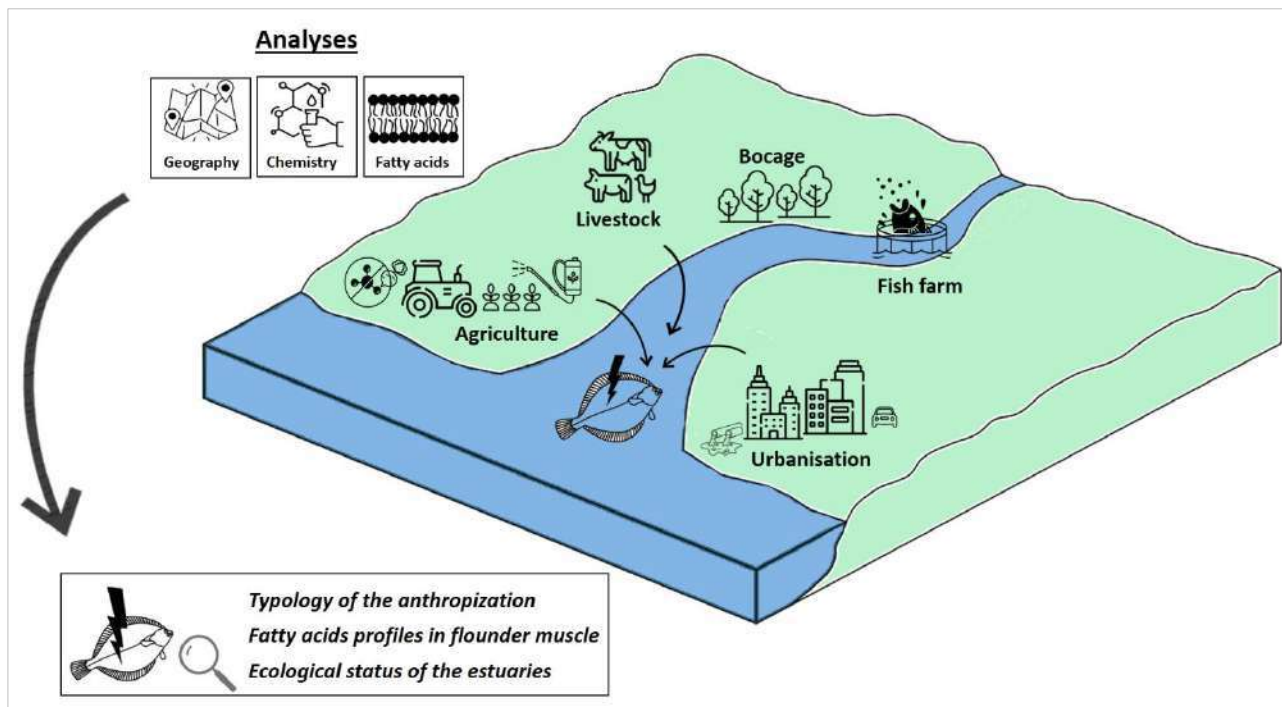 Analyses
Geography
Chemistry
Fatty acids
Livestock
Bocage
Fish farm
Agriculture
Urbanisation
Typology of the anthropization
Fatty acids profiles in flounder muscle
Ecological status of the estuaries